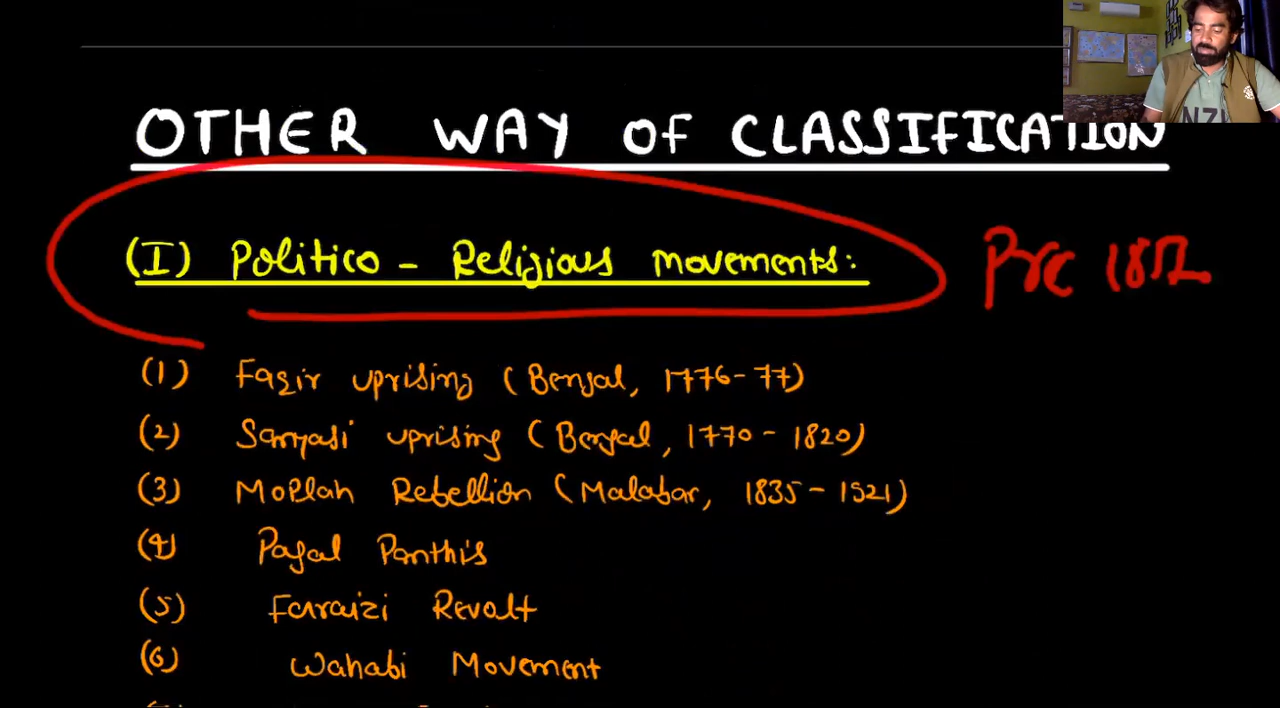 OTHER WAY OF CLASSIFICATION
(I) Politico - Religious movements:
Pre 1857
(1) Faqir uprising (Bengal, 1776-77)
(2) Sanyasi uprising (Bengal, 1770 - 1820)
(3) Moplah Rebellion (Malabar, 1835 - 1921)
(4) Pagal Panthis
(5) Faraizi Revolt
(6) Wahabi Movement